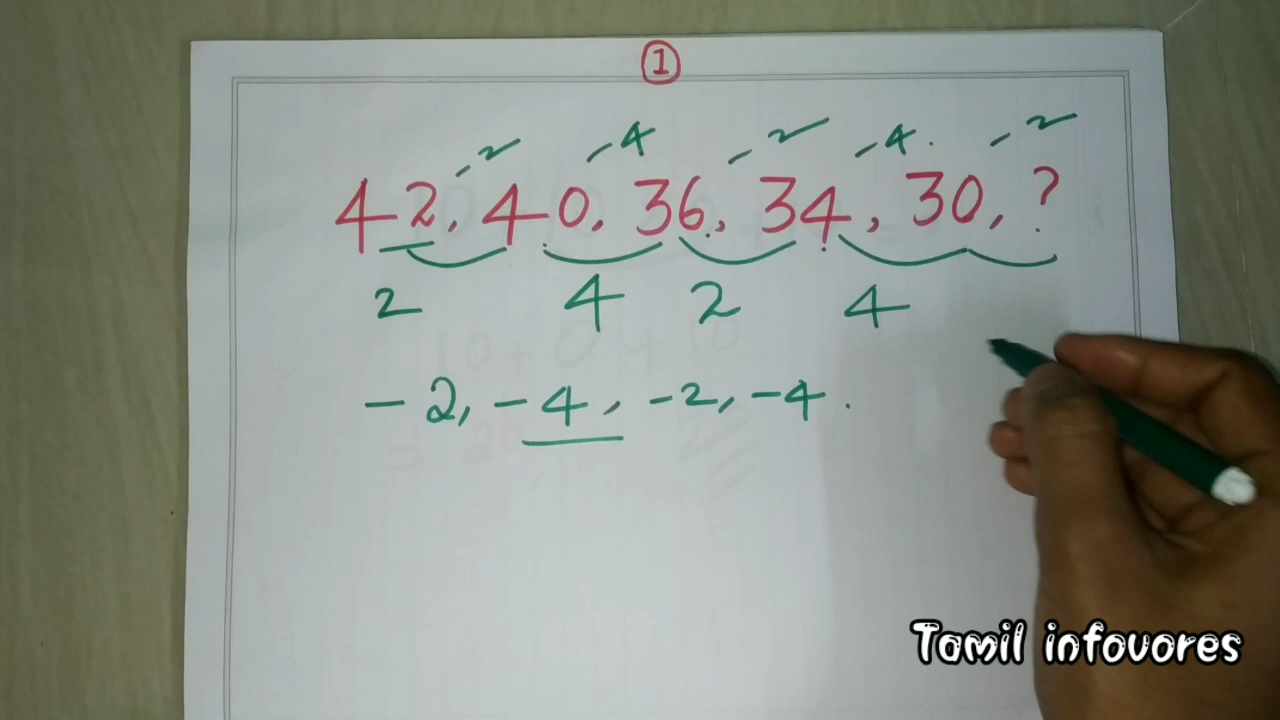 1
-2 -4 -2 -4. -2
42, 40, 36, 34, 30, ?
2 4 2 4
-2, -4, -2, -4.
Tamil infovores